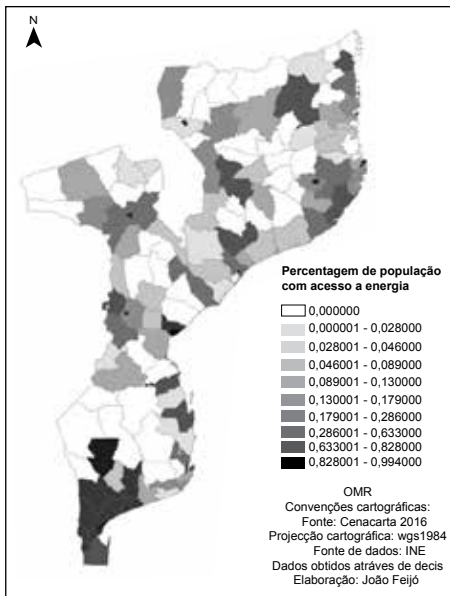 N
Percentagem de população
com acesso a energia
0,000000
0,000001 - 0,028000
0,028001 - 0,046000
0,046001 - 0,089000
0,089001 - 0,130000
0,130001 - 0,179000
0,179001 - 0,286000
0,286001 - 0,633000
0,633001 - 0,828000
0,828001 - 0,994000
OMR
Convenções cartográficas:
Fonte: Cenacarta 2016
Projecção cartográfica: wgs1984
Fonte de dados: INE
Dados obtidos atráves de decis
Elaboração: João Feijó